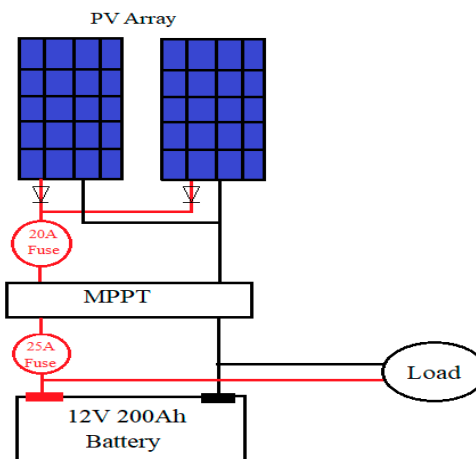 PV Array
20A
Fuse
MPPT
25A
Fuse
Load
12V 200Ah
Battery